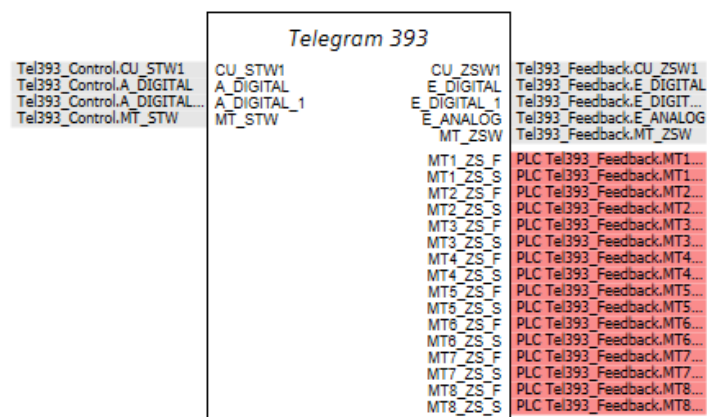 Telegram 393
Tel393_Control.CU_STW1 CU_STW1 CU_ZSW1 Tel393_Feedback.CU_ZSW1
Tel393_Control.A_DIGITAL A_DIGITAL E_DIGITAL Tel393_Feedback.E_DIGITAL
Tel393_Control.A_DIGITAL... A_DIGITAL_1 E_DIGITAL_1 Tel393_Feedback.E_DIGIT...
Tel393_Control.MT_STW MT_STW E_ANALOG Tel393_Feedback.E_ANALOG
MT_ZSW Tel393_Feedback.MT_ZSW
MT1_ZS_F PLC Tel393_Feedback.MT1...
MT1_ZS_S PLC Tel393_Feedback.MT1...
MT2_ZS_F PLC Tel393_Feedback.MT2...
MT2_ZS_S PLC Tel393_Feedback.MT2...
MT3_ZS_F PLC Tel393_Feedback.MT3...
MT3_ZS_S PLC Tel393_Feedback.MT3...
MT4_ZS_F PLC Tel393_Feedback.MT4...
MT4_ZS_S PLC Tel393_Feedback.MT4...
MT5_ZS_F PLC Tel393_Feedback.MT5...
MT5_ZS_S PLC Tel393_Feedback.MT5...
MT6_ZS_F PLC Tel393_Feedback.MT6...
MT6_ZS_S PLC Tel393_Feedback.MT6...
MT7_ZS_F PLC Tel393_Feedback.MT7...
MT7_ZS_S PLC Tel393_Feedback.MT7...
MT8_ZS_F PLC Tel393_Feedback.MT8...
MT8_ZS_S PLC Tel393_Feedback.MT8...